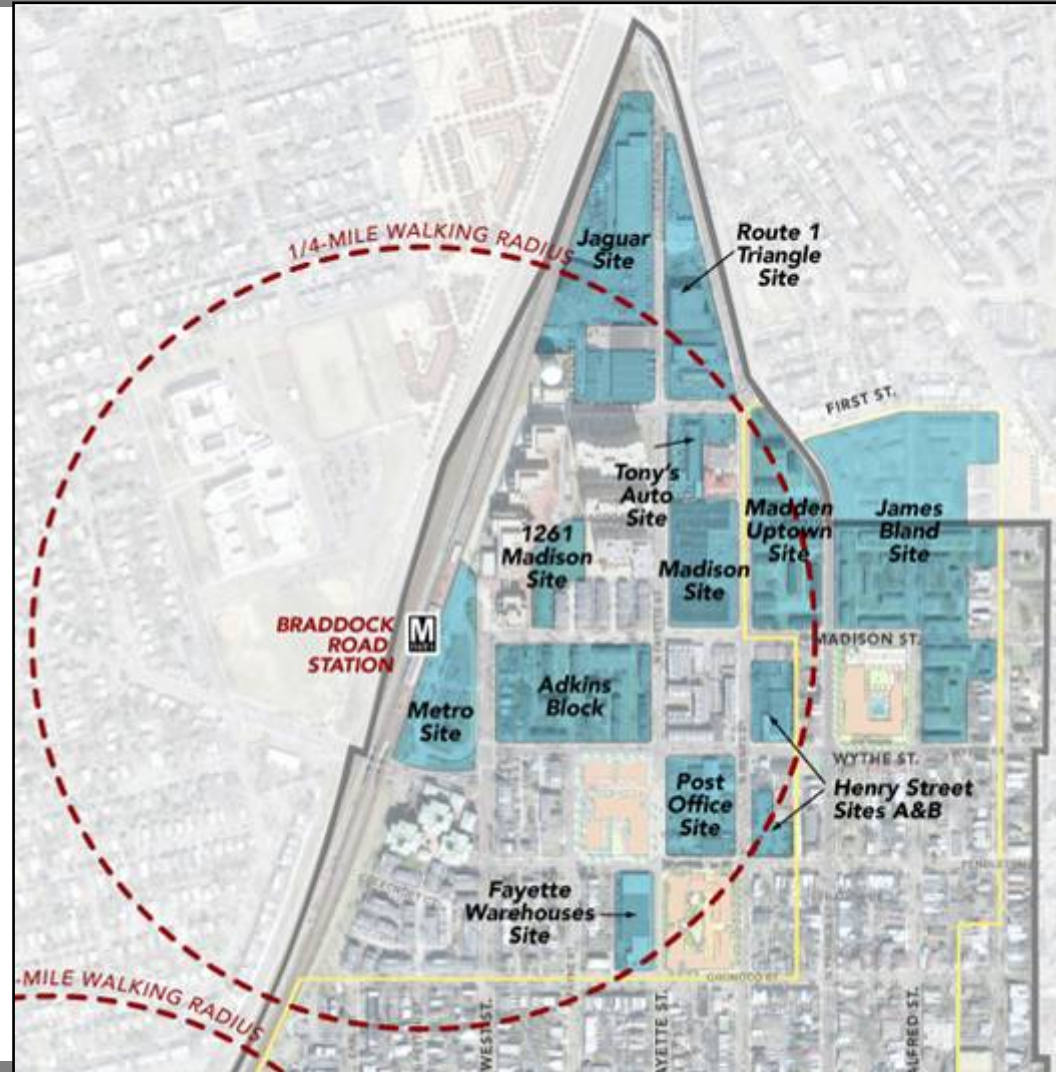 1/4-MILE WALKING RADIUS
Jaguar
Site
Route 1
Triangle
Site
FIRST ST.
Tony's
Auto
Site
1261
Madison
Site
Madison
Site
Madden
Uptown
Site
James
Bland
Site
BRADDOCK
ROAD
STATION
M
MADISON ST.
Metro
Site
Adkins
Block
WYTHE ST.
Post
Office
Site
Henry Street
Sites A&B
Fayette
Warehouses
Site
-MILE WALKING RADIUS
WEST ST.
AYETTE ST.
ALFRED ST.